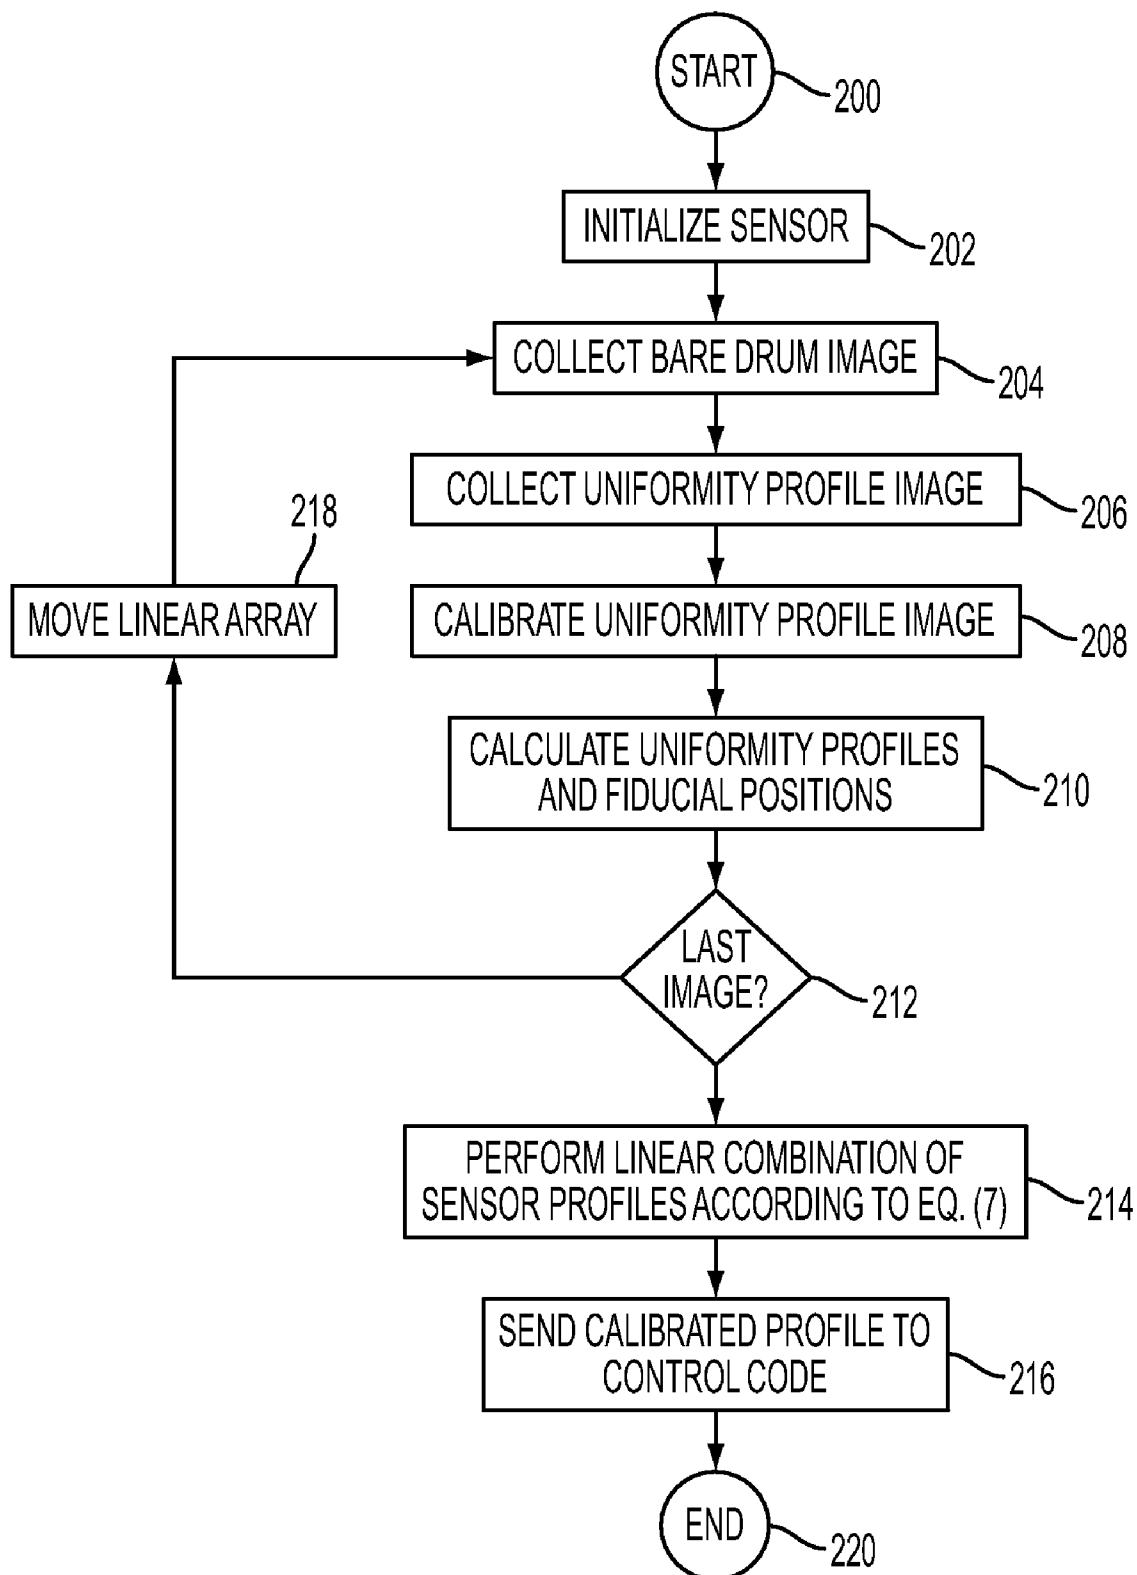 START
200
INITIALIZE SENSOR
202
COLLECT BARE DRUM IMAGE
204
COLLECT UNIFORMITY PROFILE IMAGE
206
218
MOVE LINEAR ARRAY
CALIBRATE UNIFORMITY PROFILE IMAGE
208
CALCULATE UNIFORMITY PROFILES
AND FIDUCIAL POSITIONS
210
LAST
IMAGE?
212
PERFORM LINEAR COMBINATION OF
SENSOR PROFILES ACCORDING TO EQ. (7)
214
SEND CALIBRATED PROFILE TO
CONTROL CODE
216
END
220